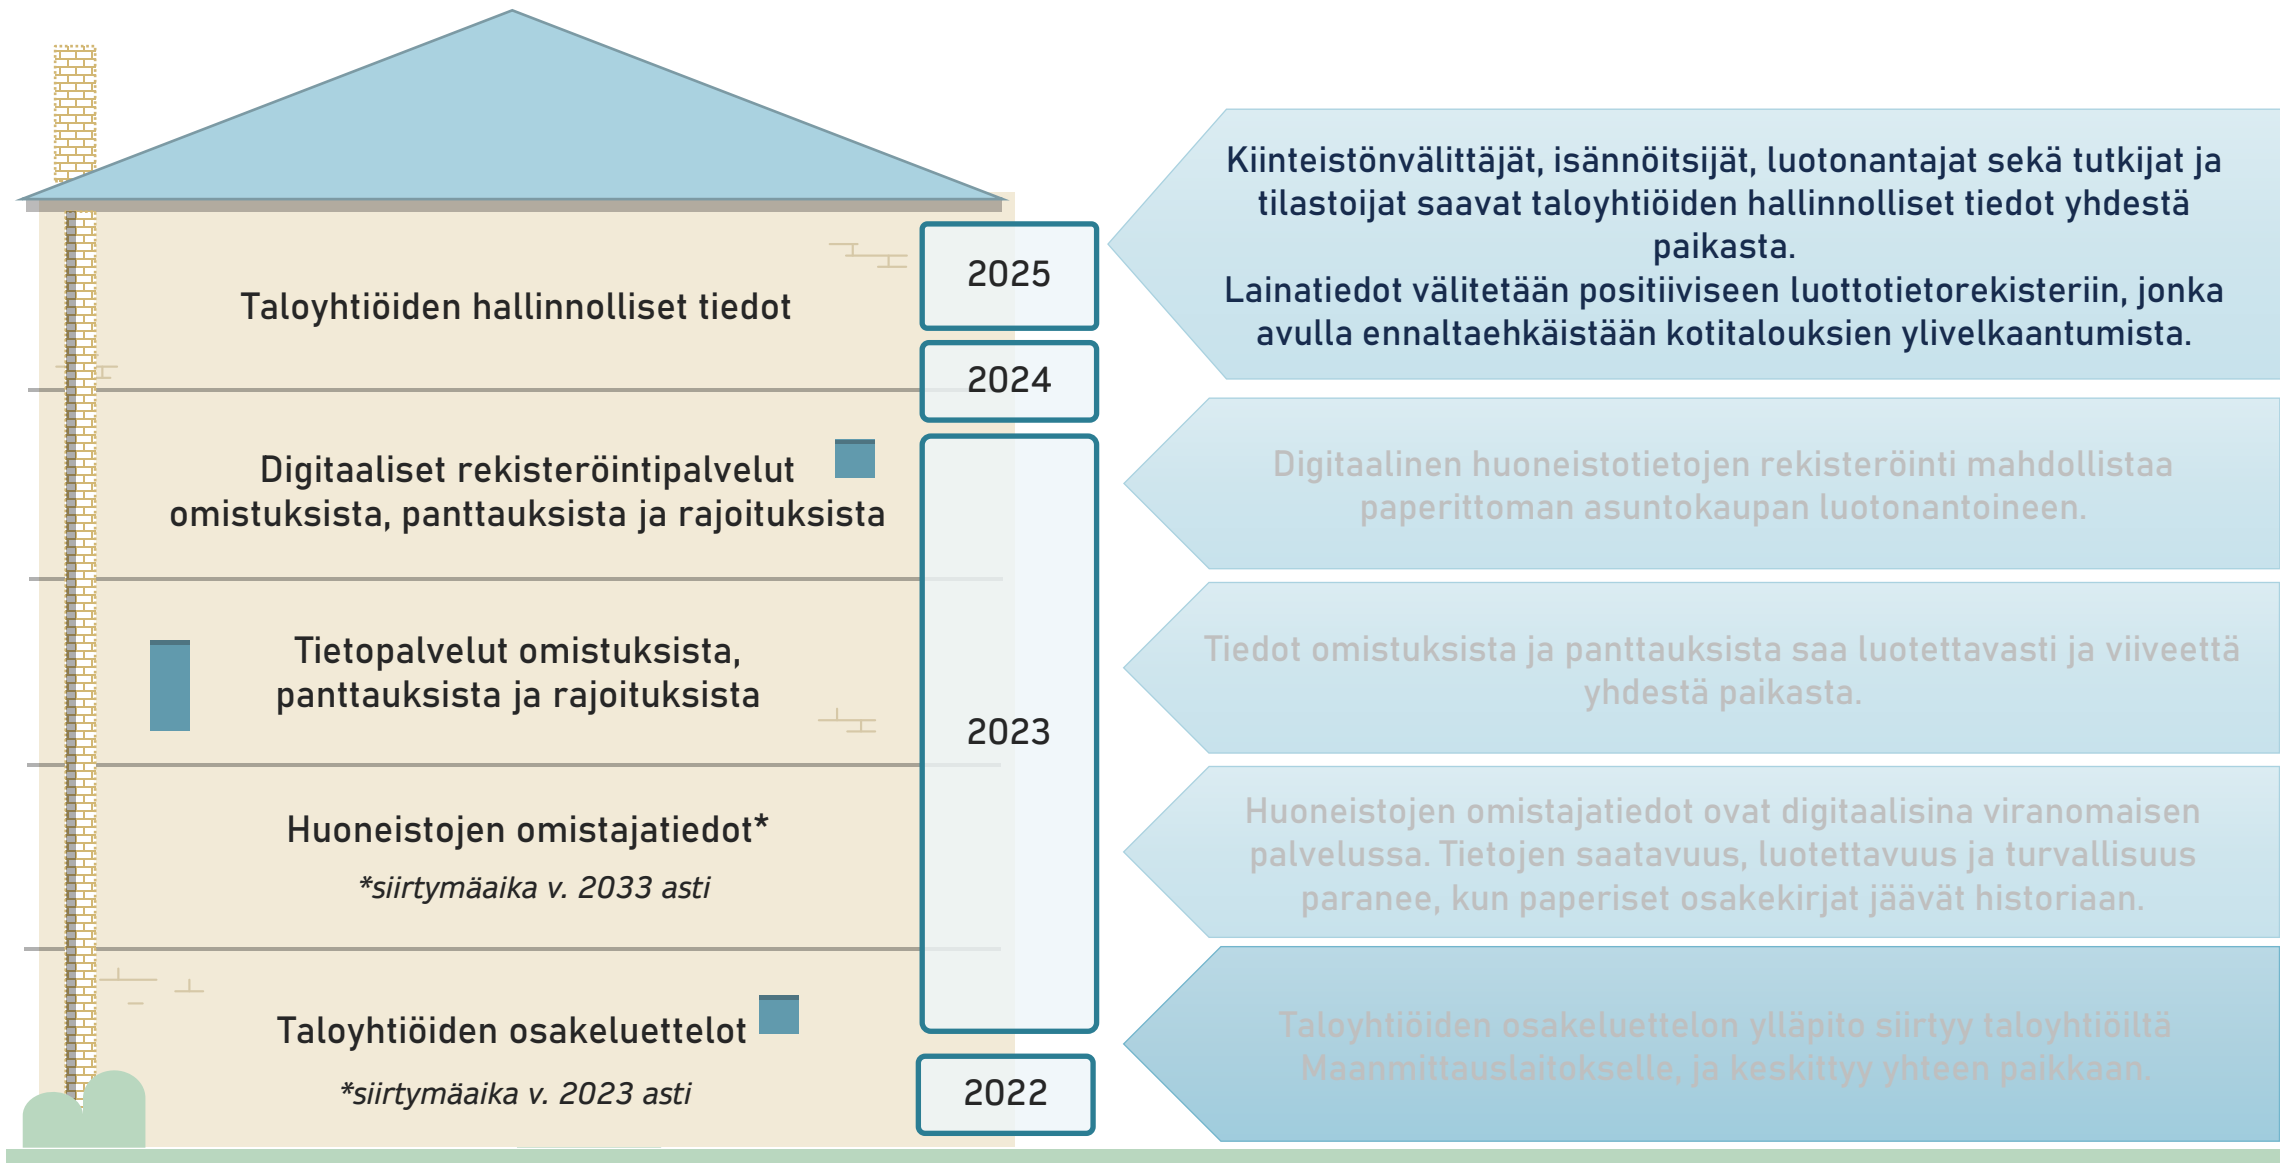 Taloyhtiöiden hallinnolliset tiedot
2025
Kiinteistönvälittäjät, isännöitsijät, luotonantajat sekä tutkijat ja
tilastoijat saavat taloyhtiöiden hallinnolliset tiedot yhdestä
paikasta.
Lainatiedot välitetään positiiviseen luottotietorekisteriin, jonka
avulla ennaltaehkäistään kotitalouksien ylivelkaantumista.
2024
Digitaaliset rekisteröintipalvelut
omistuksista, panttauksista ja rajoituksista
Digitaalinen huoneistotietojen rekisteröinti mahdollistaa
paperittoman asuntokaupan luotonantoineen.
Tietopalvelut omistuksista,
panttauksista ja rajoituksista
2023
Tiedot omistuksista ja panttauksista saa luotettavasti ja viiveettä
yhdestä paikasta.
Huoneistojen omistajatiedot*
*siirtymäaika v. 2033 asti
Huoneistojen omistajatiedot ovat digitaalisina viranomaisen
palvelussa. Tietojen saatavuus, luotettavuus ja turvallisuus
paranee, kun paperiset osakekirjat jäävät historiaan.
Taloyhtiöiden osakeluettelot
*siirtymäaika v. 2023 asti
2022
Taloyhtiöiden osakeluettelon ylläpito siirtyy taloyhtiöiltä
Maanmittauslaitokselle, ja keskittyy yhteen paikkaan.